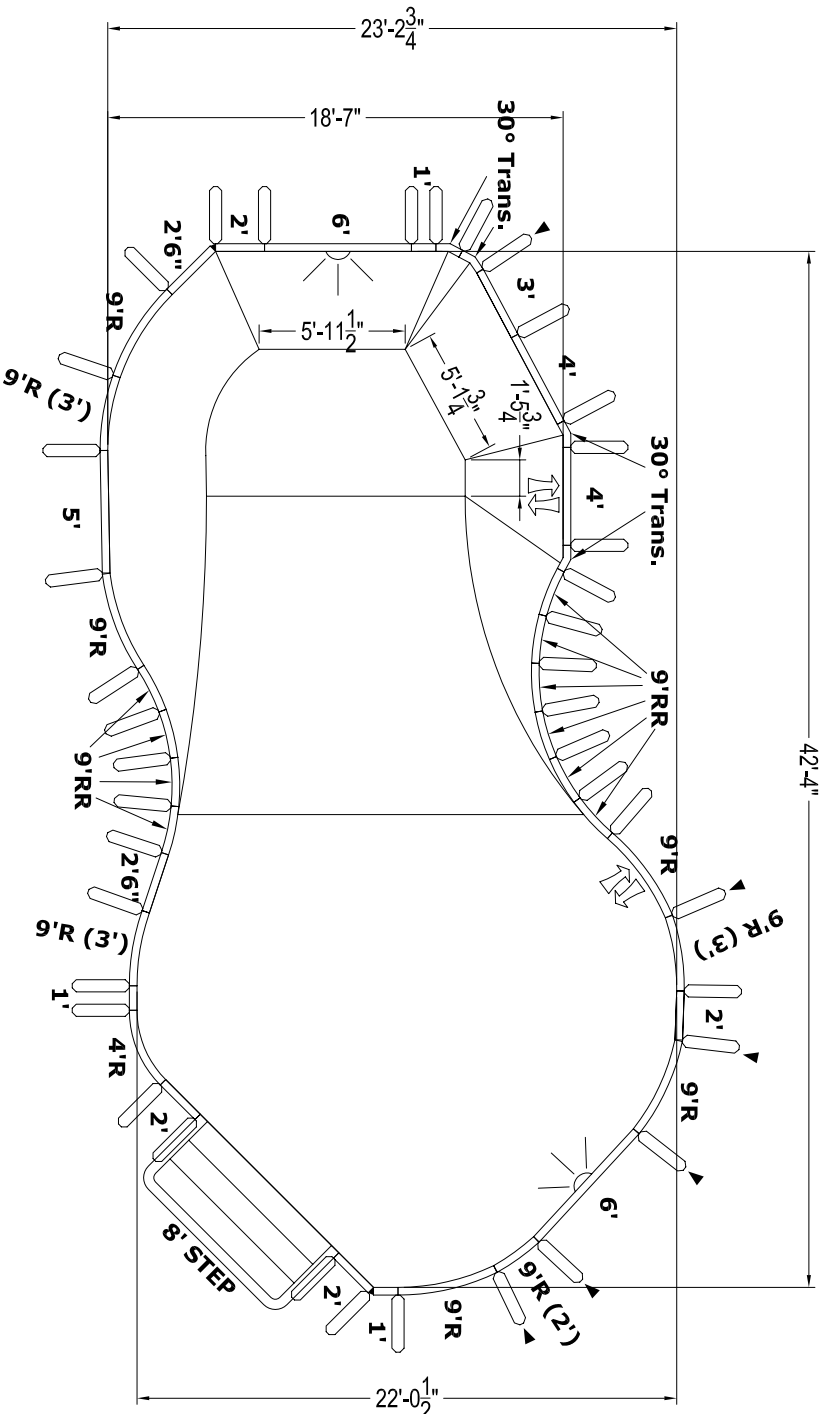 23'-2 3/4"
18'-7"
30° Trans.
1'
6'
2'
2'6"
9'R
9'R (3')
5'-11 1/2"
5'-1 3/4"
1'-5 3/4"
3'
4'
4'
30° Trans.
5'
9'R
9'RR
9'RR
42'-4"
2'6"
9'R (3')
9'R
9'R (3')
1'
2'
4'R
9'R
2'
8' STEP
6'
2'
9'R (2')
1'
9'R
22'-0 1/2"